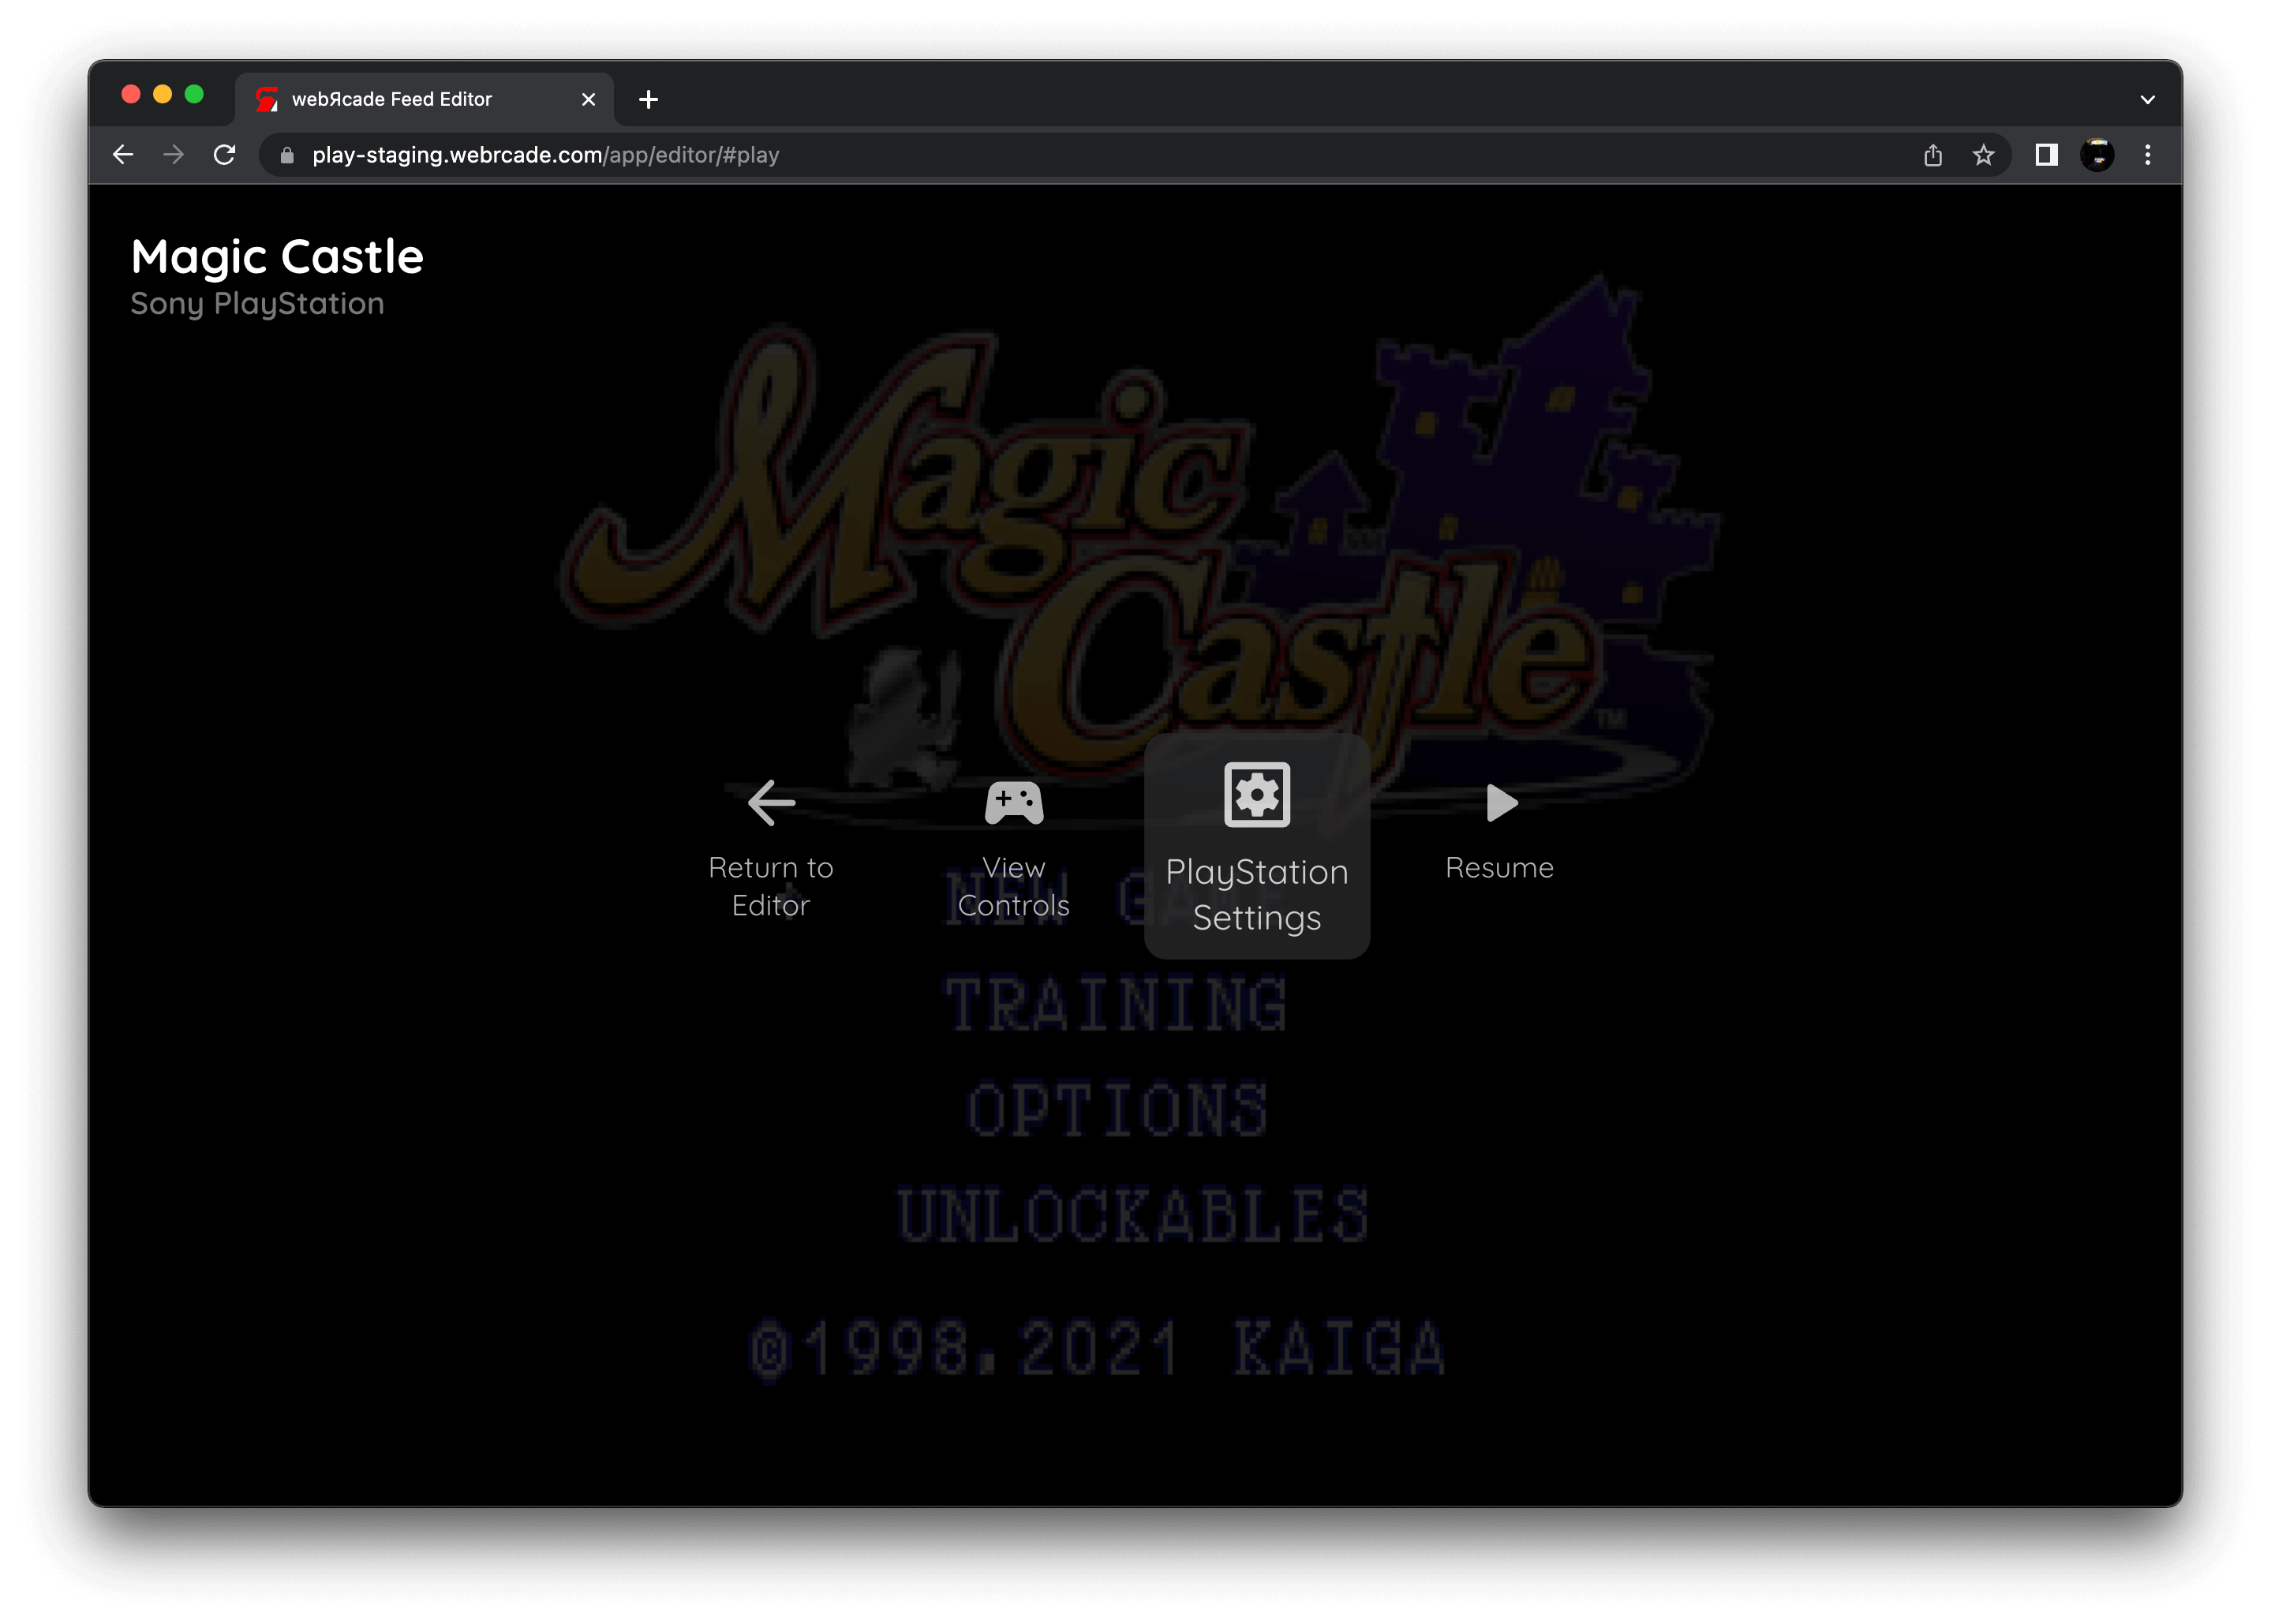 webЯcade Feed Editor
play-staging.webrcade.com/app/editor/#play
Magic Castle
Sony PlayStation
Magic
Castle
TM
Return to
Editor
View
Controls
PlayStation
Settings
Resume
NEW GAME
TRAINING
OPTIONS
UNLOCKABLES
©1998.2021 KAIGA